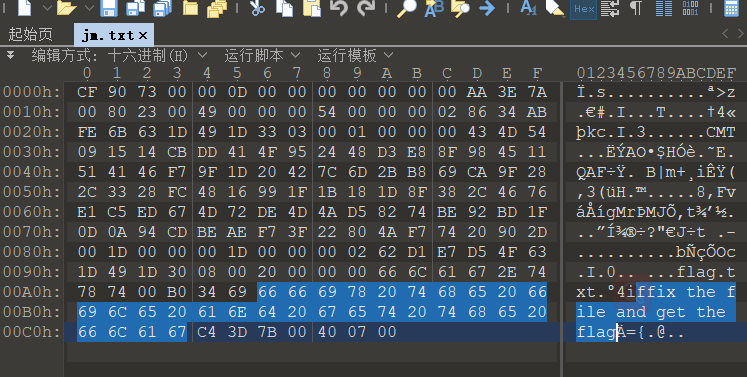 起始页 jm.txt ×
编辑方式: 十六进制(H) 运行脚本 运行模板
0 1 2 3 4 5 6 7 8 9 A B C D E F 0123456789ABCDEF
0000h: CF 90 73 00 00 0D 00 00 00 00 00 00 00 AA 3E 7A Ï.s..........ª>z
0010h: 00 80 23 00 49 00 00 00 54 00 00 00 02 86 34 AB .€#.I...T....†4«
0020h: FE 6B 63 1D 49 1D 33 03 00 01 00 00 00 43 4D 54 þkc.I.3......CMT
0030h: 09 15 14 CB DD 41 4F 95 24 48 D3 E8 8F 98 45 11 ...ËÝAO•$HÓè.˜E.
0040h: 51 41 46 F7 9F 1D 20 42 7C 6D 2B B8 69 CA 9F 28 QAF÷Ÿ. B|m+¸iÊŸ(
0050h: 2C 33 28 FC 48 16 99 1F 1B 18 1D 8F 38 2C 46 76 ,3(üH.™.....8,Fv
0060h: E1 C5 ED 67 4D 72 DE 4D 4A D5 82 74 BE 92 BD 1F áÅígMrÞMJÕ‚t¾’½.
0070h: 0D 0A 94 CD BE AE F7 3F 22 80 4A F7 74 20 90 2D ..”Í¾®÷?"€J÷t .-
0080h: 00 1D 00 00 00 1D 00 00 00 02 62 D1 E7 D5 4F 63 ..........bÑçÕOc
0090h: 1D 49 1D 30 08 00 20 00 00 00 66 6C 61 67 2E 74 .I.0.. ...flag.t
00A0h: 78 74 00 B0 34 69 66 66 69 78 20 74 68 65 20 66 xt.°4iffix the f
00B0h: 69 6C 65 20 61 6E 64 20 67 65 74 20 74 68 65 20 ile and get the
00C0h: 66 6C 61 67 C4 3D 7B 00 40 07 00 flagÄ={.@..